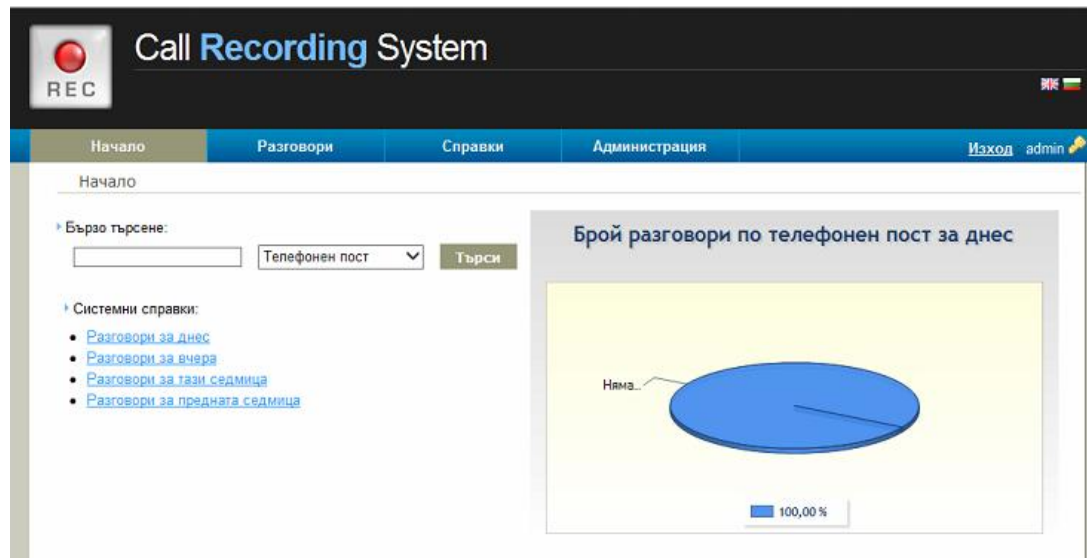 Call Recording System
REC
Начало Разговори Справки Администрация Изход admin
Начало
Бързо търсене:
Телефонен пост Търси
Системни справки:
Разговори за днес
Разговори за вчера
Разговори за тази седмица
Разговори за предната седмица
Брой разговори по телефонен пост за днес
Няма..
100,00 %